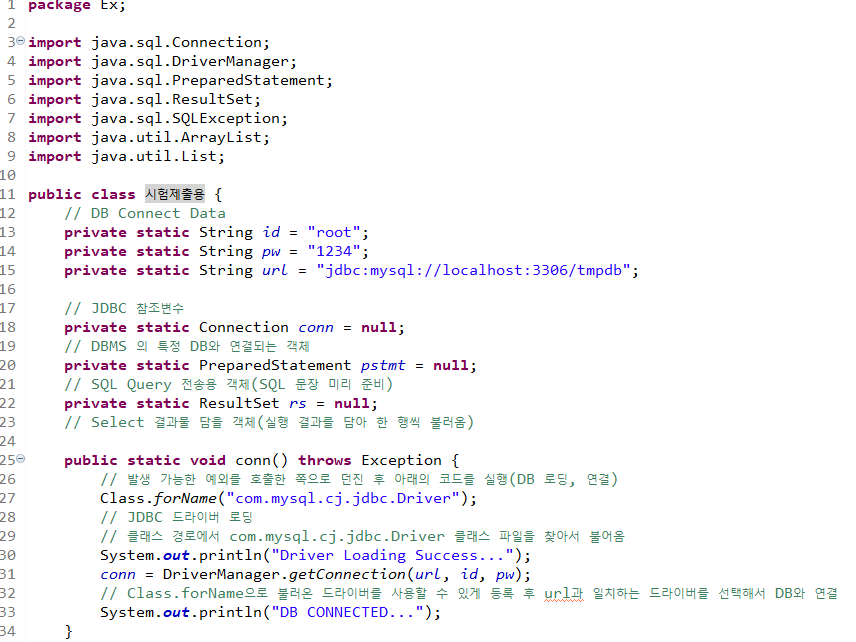 1 package Ex;
2
3 import java.sql.Connection;
4 import java.sql.DriverManager;
5 import java.sql.PreparedStatement;
6 import java.sql.ResultSet;
7 import java.sql.SQLException;
8 import java.util.ArrayList;
9 import java.util.List;
10
11 public class 시험제출용 {
12 // DB Connect Data
13 private static String id = "root";
14 private static String pw = "1234";
15 private static String url = "jdbc:mysql://localhost:3306/tmpdb";
16
17 // JDBC 참조변수
18 private static Connection conn = null;
19 // DBMS 의 특정 DB와 연결되는 객체
20 private static PreparedStatement pstmt = null;
21 // SQL Query 전송용 객체(SQL 문장 미리 준비)
22 private static ResultSet rs = null;
23 // Select 결과물 담을 객체(실행 결과를 담아 한 행씩 불러옴)
24
25 public static void conn() throws Exception {
26 // 발생 가능한 예외를 호출한 쪽으로 던진 후 아래의 코드를 실행(DB 로딩, 연결)
27 Class.forName("com.mysql.cj.jdbc.Driver");
28 // JDBC 드라이버 로딩
29 // 클래스 경로에서 com.mysql.cj.jdbc.Driver 클래스 파일을 찾아서 불어옴
30 System.out.println("Driver Loading Success...");
31 conn = DriverManager.getConnection(url, id, pw);
32 // Class.forName으로 불러온 드라이버를 사용할 수 있게 등록 후 url과 일치하는 드라이버를 선택해서 DB와 연결
33 System.out.println("DB CONNECTED...");
34 }